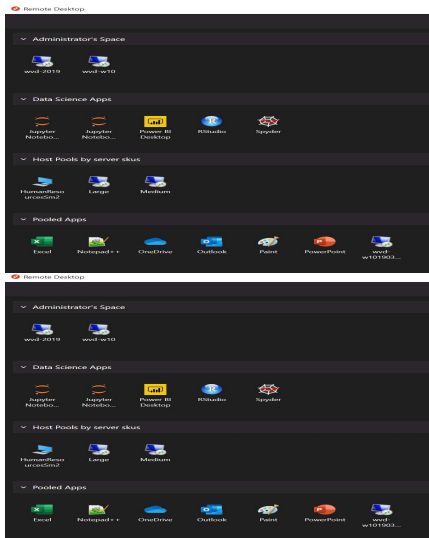 Remote Desktop
Administrator's Space
wvd-2019 wvd-w10
Data Science Apps
Jupyter Notebo... Jupyter Notebo... Power BI Desktop RStudio Spyder
Host Pools by server skus
HumanReso urcesSm2 Large Medium
Pooled Apps
Excel Notepad++ OneDrive Outlook Paint PowerPoint wvd-w101903...
Remote Desktop
Administrator's Space
wvd-2019 wvd-w10
Data Science Apps
Jupyter Notebo... Jupyter Notebo... Power BI Desktop RStudio Spyder
Host Pools by server skus
HumanReso urcesSm2 Large Medium
Pooled Apps
Excel Notepad++ OneDrive Outlook Paint PowerPoint wvd-w101903...